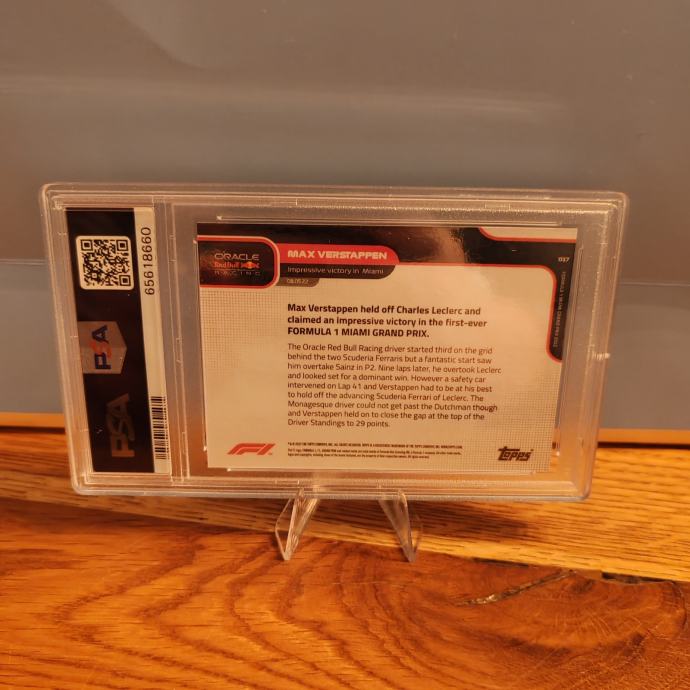 65618660
PSA
PSA
ORACLE
Red Bull
RACING
MAX VERSTAPPEN
Impressive victory in Miami
08.05.22
017
Max Verstappen held off Charles Leclerc and
claimed an impressive victory in the first-ever
FORMULA 1 MIAMI GRAND PRIX.
The Oracle Red Bull Racing driver started third on the grid
behind the two Scuderia Ferraris but a fantastic start saw
him overtake Sainz in P2. Nine laps later, he overtook Leclerc
and looked set for a dominant win. However a safety car
intervened on Lap 41 and Verstappen had to be at his best
to hold off the advancing Scuderia Ferrari of Leclerc. The
Monagesque driver could not get past the Dutchman though
and Verstappen held on to close the gap at the top of the
Driver Standings to 29 points.
F1
Topps